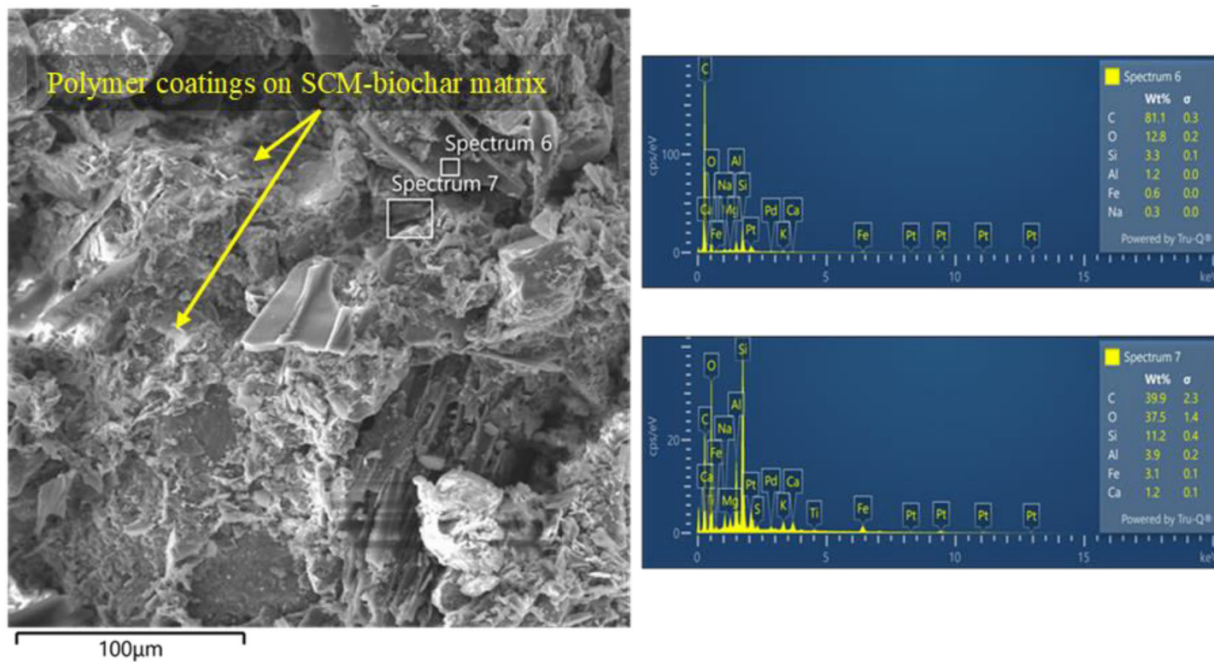 Polymer coatings on SCM-biochar matrix
Spectrum 6
Spectrum 7
100µm
Spectrum 6
Wt% σ
C 81.1 0.3
O 12.8 0.2
Si 3.3 0.1
Al 1.2 0.0
Fe 0.6 0.0
Na 0.3 0.0
Powered by Tru-Q®
cps/eV
100
0
C
O Al
Na Si
Ca Mg Pd Ca
Fe Pt K Fe Pt Pt Pt Pt
0 5 10 15 keV
Spectrum 7
Wt% σ
C 39.9 2.3
O 37.5 1.4
Si 11.2 0.4
Al 3.9 0.2
Fe 3.1 0.1
Ca 1.2 0.1
Powered by Tru-Q®
cps/eV
20
0
Si
O
Al
C Na
Fe
Ca Pt Pd Ca
Mg S K Ti Fe Pt Pt Pt Pt
0 5 10 15 ke